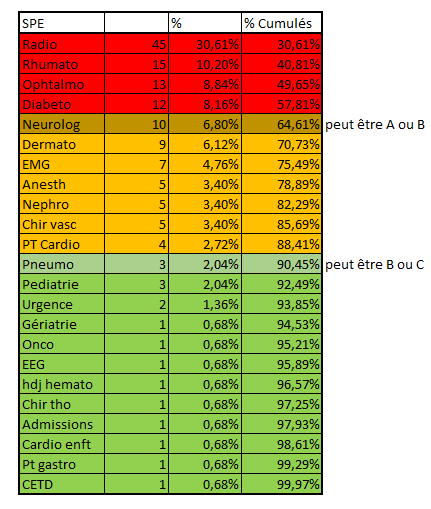 SPE % % Cumulés
Radio 45 30,61% 30,61%
Rhumato 15 10,20% 40,81%
Ophtalmo 13 8,84% 49,65%
Diabeto 12 8,16% 57,81%
Neurolog 10 6,80% 64,61% peut être A ou B
Dermato 9 6,12% 70,73%
EMG 7 4,76% 75,49%
Anesth 5 3,40% 78,89%
Nephro 5 3,40% 82,29%
Chir vasc 5 3,40% 85,69%
PT Cardio 4 2,72% 88,41%
Pneumo 3 2,04% 90,45% peut être B ou C
Pediatrie 3 2,04% 92,49%
Urgence 2 1,36% 93,85%
Gériatrie 1 0,68% 94,53%
Onco 1 0,68% 95,21%
EEG 1 0,68% 95,89%
hdj hemato 1 0,68% 96,57%
Chir tho 1 0,68% 97,25%
Admissions 1 0,68% 97,93%
Cardio enft 1 0,68% 98,61%
Pt gastro 1 0,68% 99,29%
CETD 1 0,68% 99,97%